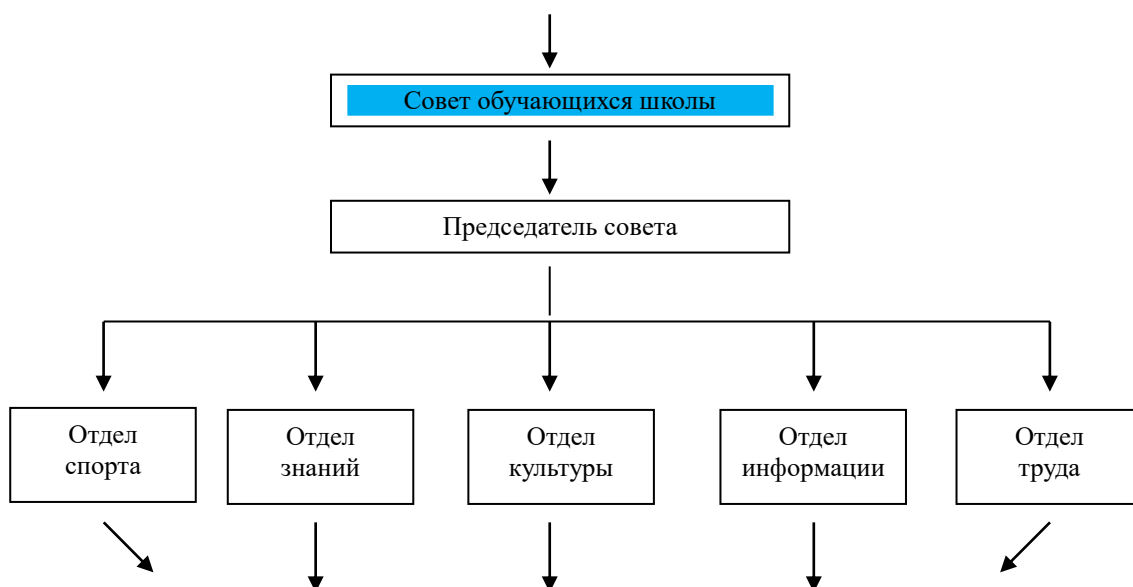 Совет обучающихся школы
Председатель совета
Отдел
спорта
Отдел
знаний
Отдел
культуры
Отдел
информации
Отдел
труда